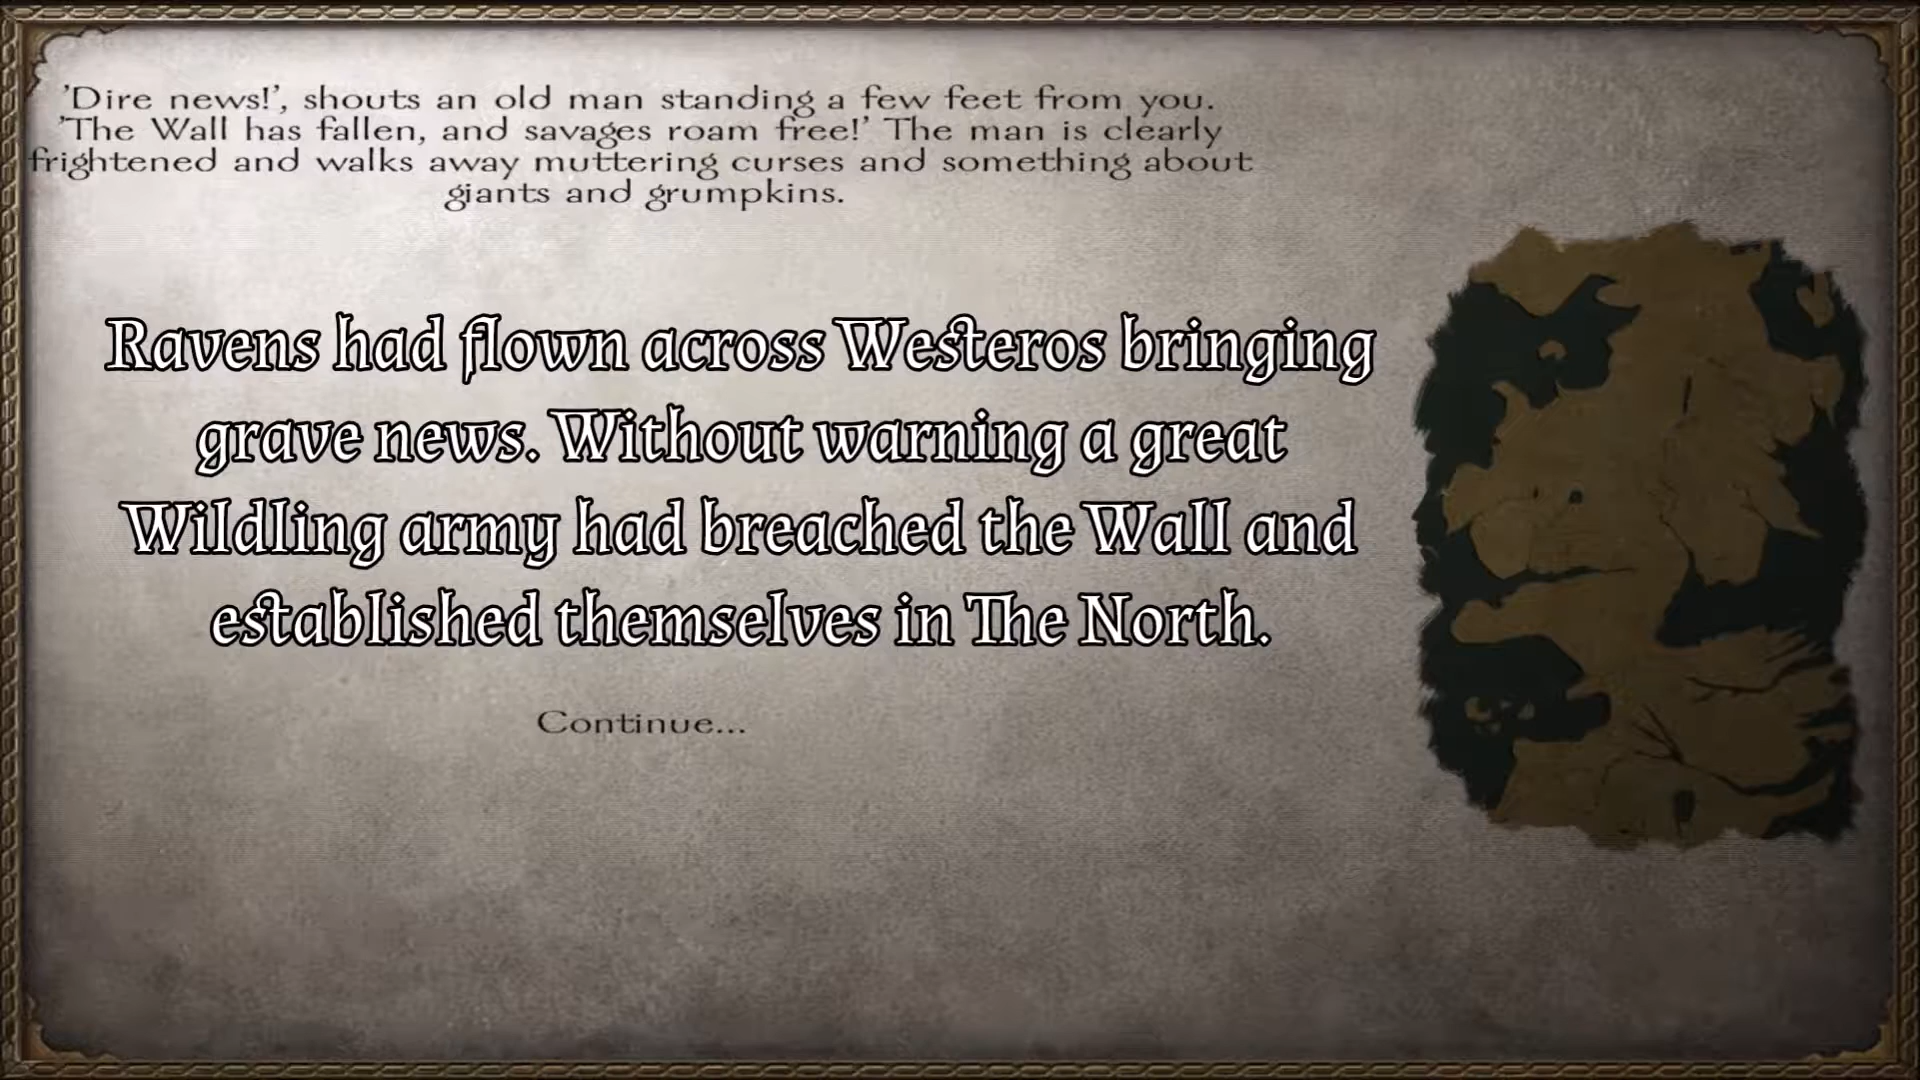 'Dire news!', shouts an old man standing a few feet from you.
'The Wall has fallen, and savages roam free!' The man is clearly
frightened and walks away muttering curses and something about
giants and grumpkins.
Ravens had flown across Westeros bringing
grave news. Without warning a great
Wildling army had breached the Wall and
established themselves in The North.
Continue...